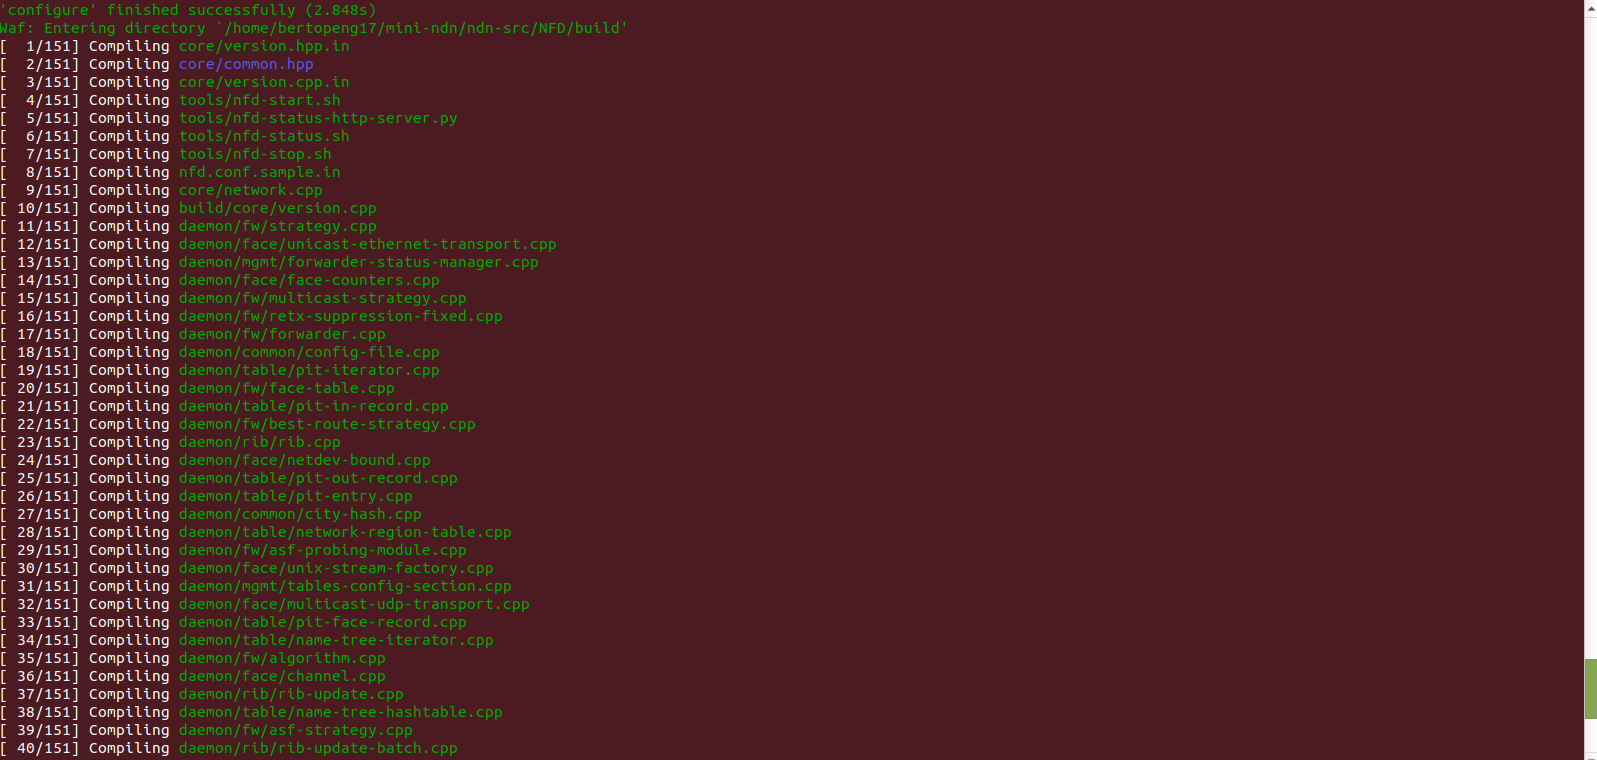 'configure' finished successfully (2.848s)
Waf: Entering directory `/home/bertopeng17/mini-ndn/ndn-src/NFD/build'
[  1/151] Compiling core/version.hpp.in
[  2/151] Compiling core/common.hpp
[  3/151] Compiling core/version.cpp.in
[  4/151] Compiling tools/nfd-start.sh
[  5/151] Compiling tools/nfd-status-http-server.py
[  6/151] Compiling tools/nfd-status.sh
[  7/151] Compiling tools/nfd-stop.sh
[  8/151] Compiling nfd.conf.sample.in
[  9/151] Compiling core/network.cpp
[ 10/151] Compiling build/core/version.cpp
[ 11/151] Compiling daemon/fw/strategy.cpp
[ 12/151] Compiling daemon/face/unicast-ethernet-transport.cpp
[ 13/151] Compiling daemon/mgmt/forwarder-status-manager.cpp
[ 14/151] Compiling daemon/face/face-counters.cpp
[ 15/151] Compiling daemon/fw/multicast-strategy.cpp
[ 16/151] Compiling daemon/fw/retx-suppression-fixed.cpp
[ 17/151] Compiling daemon/fw/forwarder.cpp
[ 18/151] Compiling daemon/common/config-file.cpp
[ 19/151] Compiling daemon/table/pit-iterator.cpp
[ 20/151] Compiling daemon/fw/face-table.cpp
[ 21/151] Compiling daemon/table/pit-in-record.cpp
[ 22/151] Compiling daemon/fw/best-route-strategy.cpp
[ 23/151] Compiling daemon/rib/rib.cpp
[ 24/151] Compiling daemon/face/netdev-bound.cpp
[ 25/151] Compiling daemon/table/pit-out-record.cpp
[ 26/151] Compiling daemon/table/pit-entry.cpp
[ 27/151] Compiling daemon/common/city-hash.cpp
[ 28/151] Compiling daemon/table/network-region-table.cpp
[ 29/151] Compiling daemon/fw/asf-probing-module.cpp
[ 30/151] Compiling daemon/face/unix-stream-factory.cpp
[ 31/151] Compiling daemon/mgmt/tables-config-section.cpp
[ 32/151] Compiling daemon/face/multicast-udp-transport.cpp
[ 33/151] Compiling daemon/table/pit-face-record.cpp
[ 34/151] Compiling daemon/table/name-tree-iterator.cpp
[ 35/151] Compiling daemon/fw/algorithm.cpp
[ 36/151] Compiling daemon/face/channel.cpp
[ 37/151] Compiling daemon/rib/rib-update.cpp
[ 38/151] Compiling daemon/table/name-tree-hashtable.cpp
[ 39/151] Compiling daemon/fw/asf-strategy.cpp
[ 40/151] Compiling daemon/rib/rib-update-batch.cpp